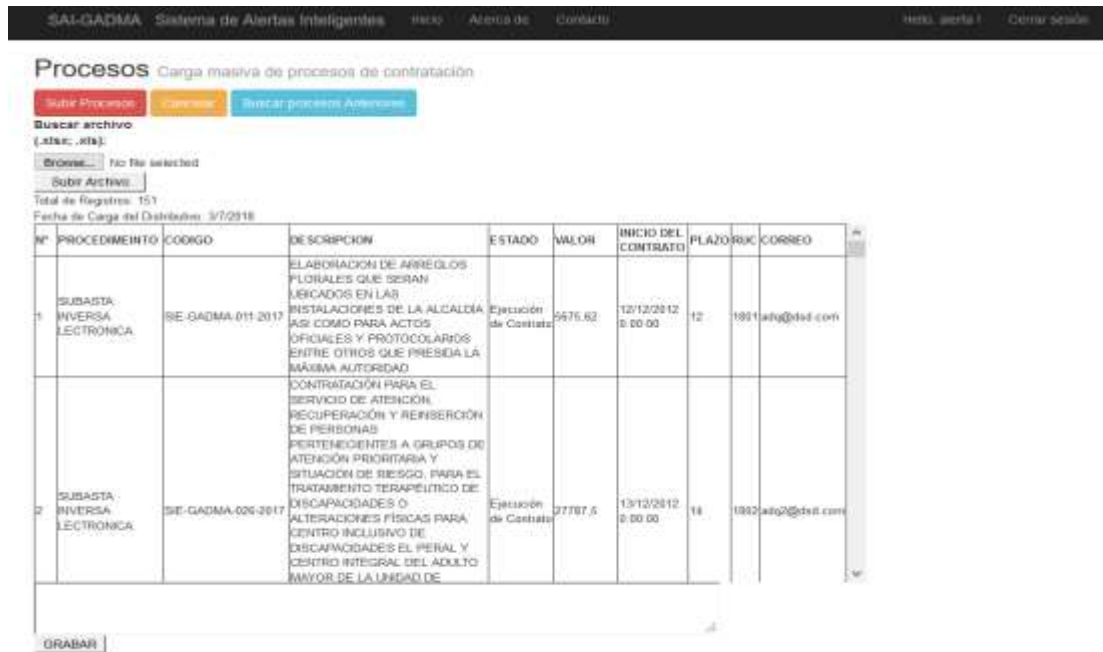 SAI-GADMA Sistema de Alertas Inteligentes Inicio Acerca de Contacto Hello, alerta ! Cerrar sesión
Procesos Carga masiva de procesos de contratación
Subir Procesos Cancelar Buscar procesos Anteriores
Buscar archivo
(.xlsx; .xls):
Browse... No file selected
Subir Archivo
Total de Registros: 151
Fecha de Carga del Distributivo: 3/7/2018
Nº PROCEDIMEINTO CODIGO DESCRIPCION ESTADO VALOR INICIO DEL CONTRATO PLAZO RUC CORREO
1 SUBASTA INVERSA LECTRONICA SIE-GADMA-011-2017
ELABORACION DE ARREGLOS
FLORALES QUE SERAN
UBICADOS EN LAS
INSTALACIONES DE LA ALCALDÍA
ASI COMO PARA ACTOS
OFICIALES Y PROTOCOLARIOS
ENTRE OTROS QUE PRESIDA LA
MÁXIMA AUTORIDAD
Ejecución de Contrato 5675,62 12/12/2012 0:00:00 12 1801 adq@dsd.com
2 SUBASTA INVERSA LECTRONICA SIE-GADMA-026-2017
CONTRATACIÓN PARA EL
SERVICIO DE ATENCIÓN,
RECUPERACIÓN Y REINSERCIÓN
DE PERSONAS
PERTENECIENTES A GRUPOS DE
ATENCIÓN PRIORITARIA Y
SITUACIÓN DE RIESGO, PARA EL
TRATAMIENTO TERAPÉUTICO DE
DISCAPACIDADES O
ALTERACIONES FÍSICAS PARA
CENTRO INCLUSIVO DE
DISCAPACIDADES EL PERAL Y
CENTRO INTEGRAL DEL ADULTO
MAYOR DE LA UNIDAD DE
Ejecución de Contrato 27787,5 13/12/2012 0:00:00 1802 adq2@dsd.com
GRABAR